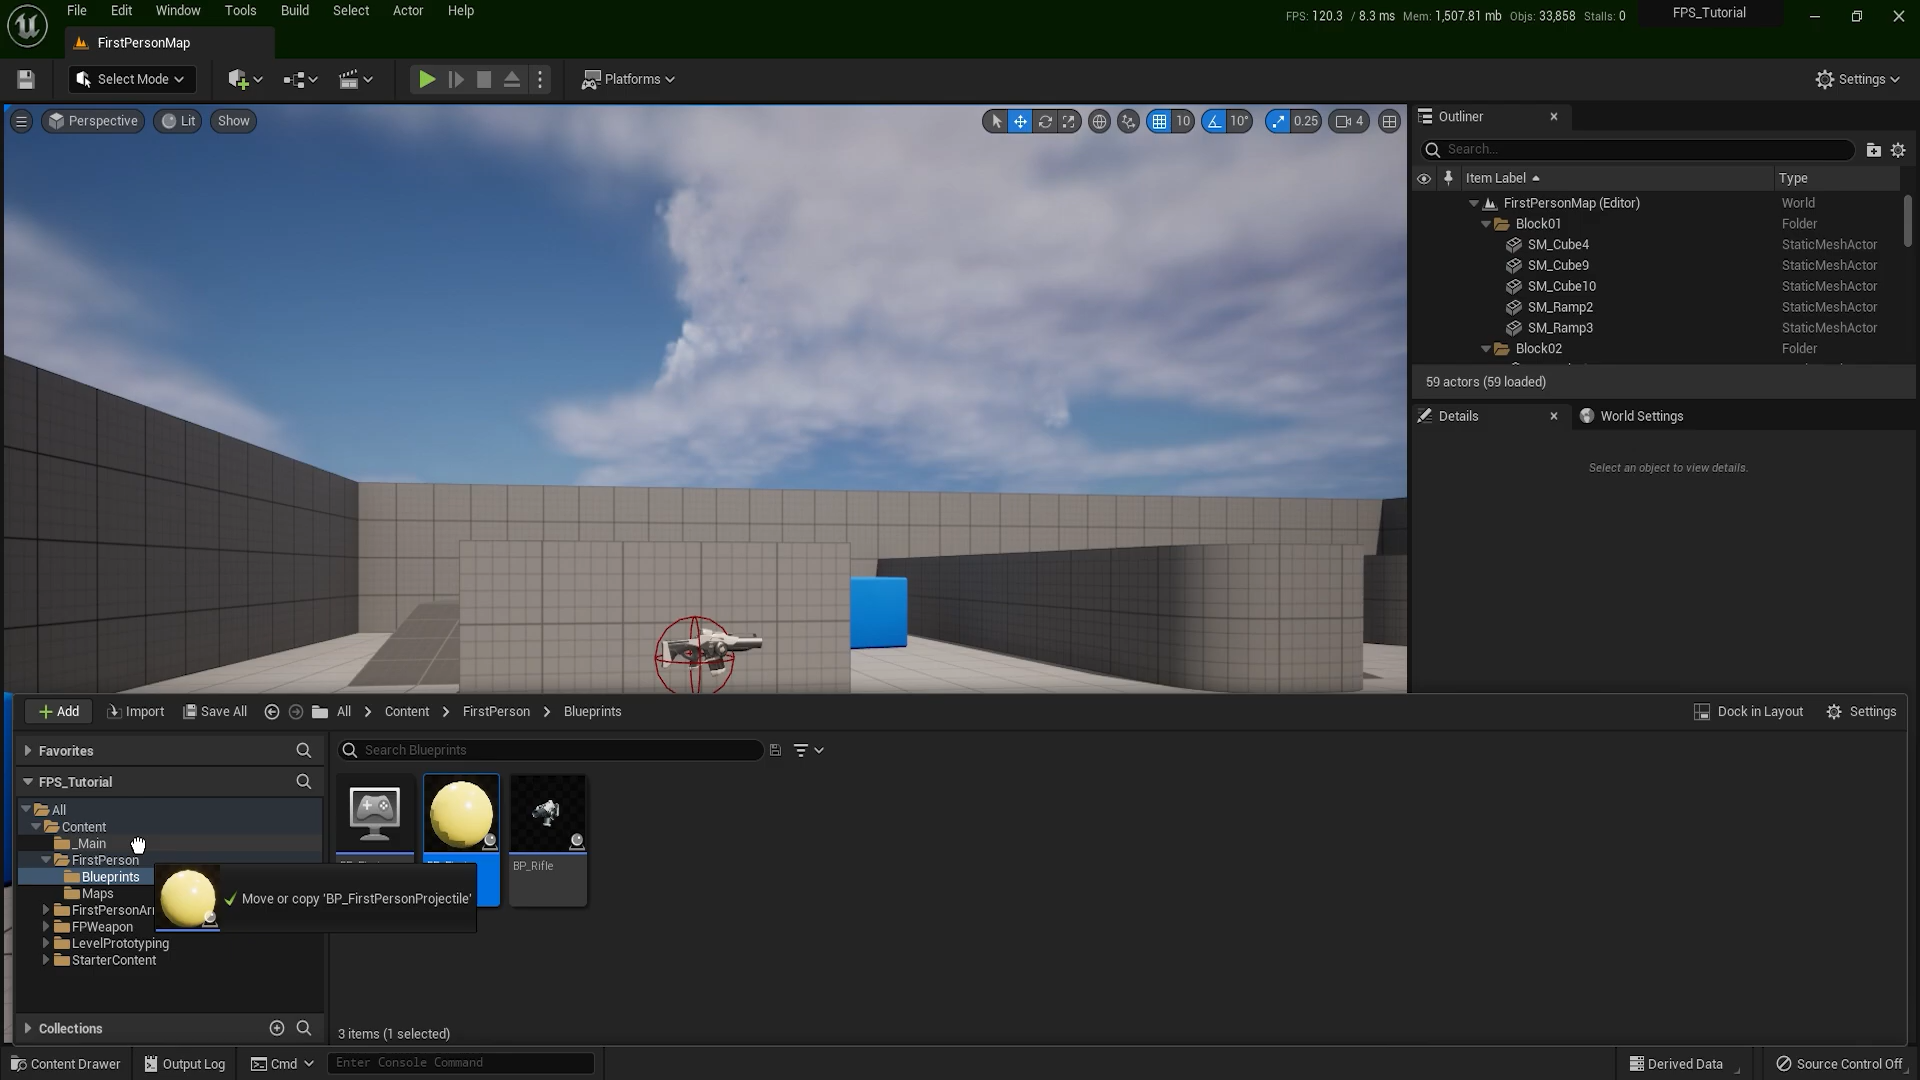 File Edit Window Tools Build Select Actor Help
FPS: 120.3 / 8.3 ms Mem: 1,507.81 mb Objs: 33,858 Stalls: 0
FPS_Tutorial
FirstPersonMap
Select Mode
Platforms
Settings
Perspective Lit Show
10 10° 0.25 4
Outliner
Search...
Item Label Type
FirstPersonMap (Editor) World
Block01 Folder
SM_Cube4 StaticMeshActor
SM_Cube9 StaticMeshActor
SM_Cube10 StaticMeshActor
SM_Ramp2 StaticMeshActor
SM_Ramp3 StaticMeshActor
Block02 Folder
59 actors (59 loaded)
Details World Settings
Select an object to view details.
Add Import Save All All Content FirstPerson Blueprints Dock in Layout Settings
Favorites
Search Blueprints
FPS_Tutorial
All
Content
_Main
FirstPerson
Blueprints
Maps
FirstPersonAr
FPWeapon
LevelPrototyping
StarterContent
BP_Rifle
Move or copy 'BP_FirstPersonProjectile'
Collections
3 items (1 selected)
Content Drawer Output Log Cmd Enter Console Command Derived Data Source Control Off